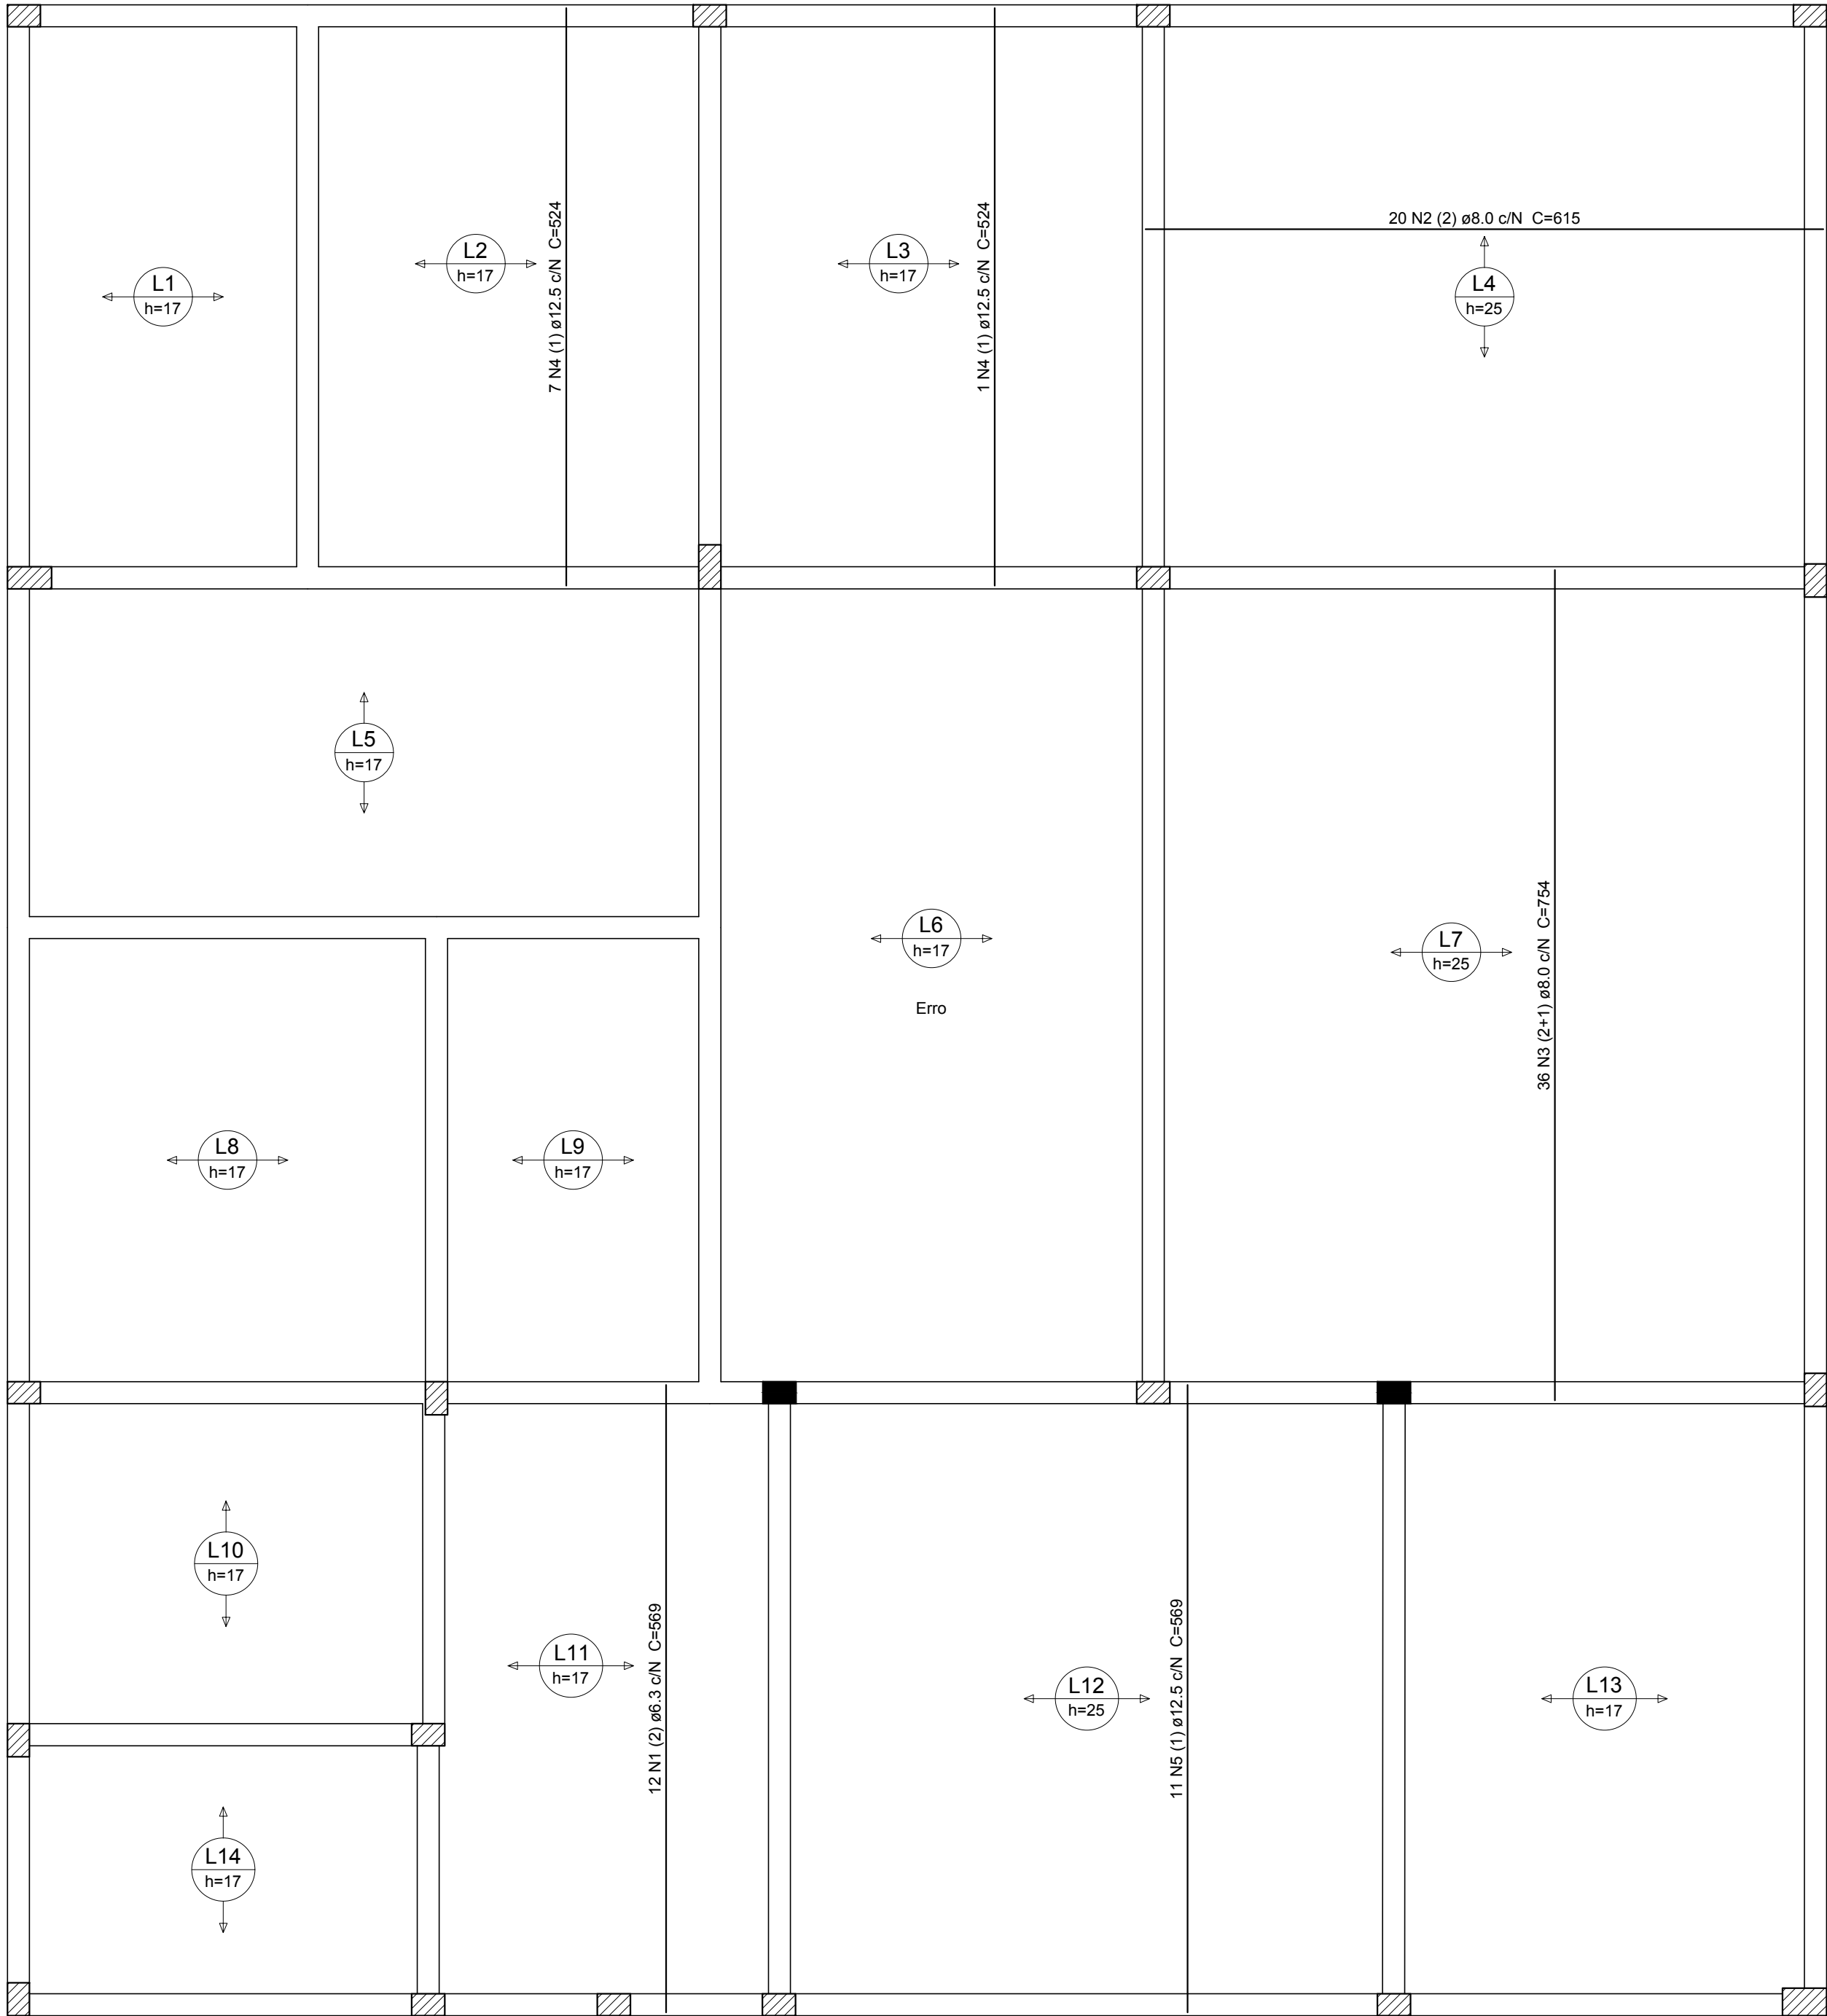 20 N2 (2) ø8.0 c/N C=615
L2
h=17
7 N4 (1) ø12.5 c/N C=524
L3
h=17
1 N4 (1) ø12.5 c/N C=524
L1
h=17
L4
h=25
L5
h=17
L6
h=17
Erro
L7
h=25
36 N3 (2+1) ø8.0 c/N C=754
L8
h=17
L9
h=17
L10
h=17
L11
h=17
12 N1 (2) ø6.3 c/N C=569
L12
h=25
11 N5 (1) ø12.5 c/N C=569
L13
h=17
L14
h=17